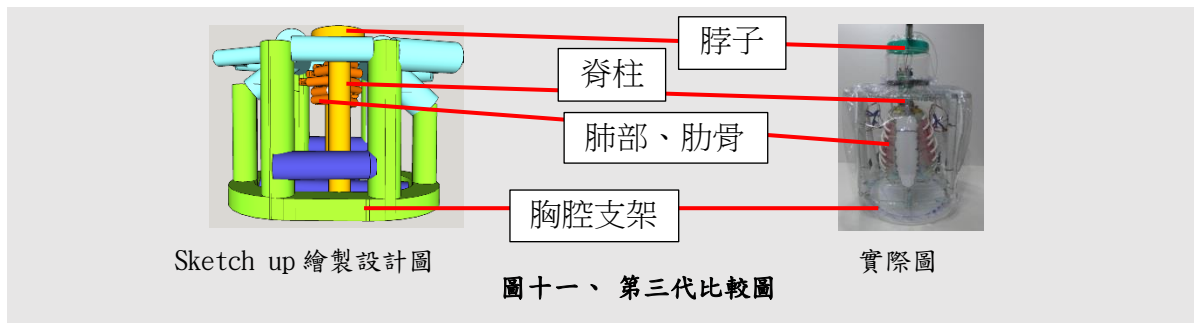 脖子
脊柱
肺部、肋骨
胸腔支架
Sketch up 繪製設計圖
實際圖
圖十一、 第三代比較圖